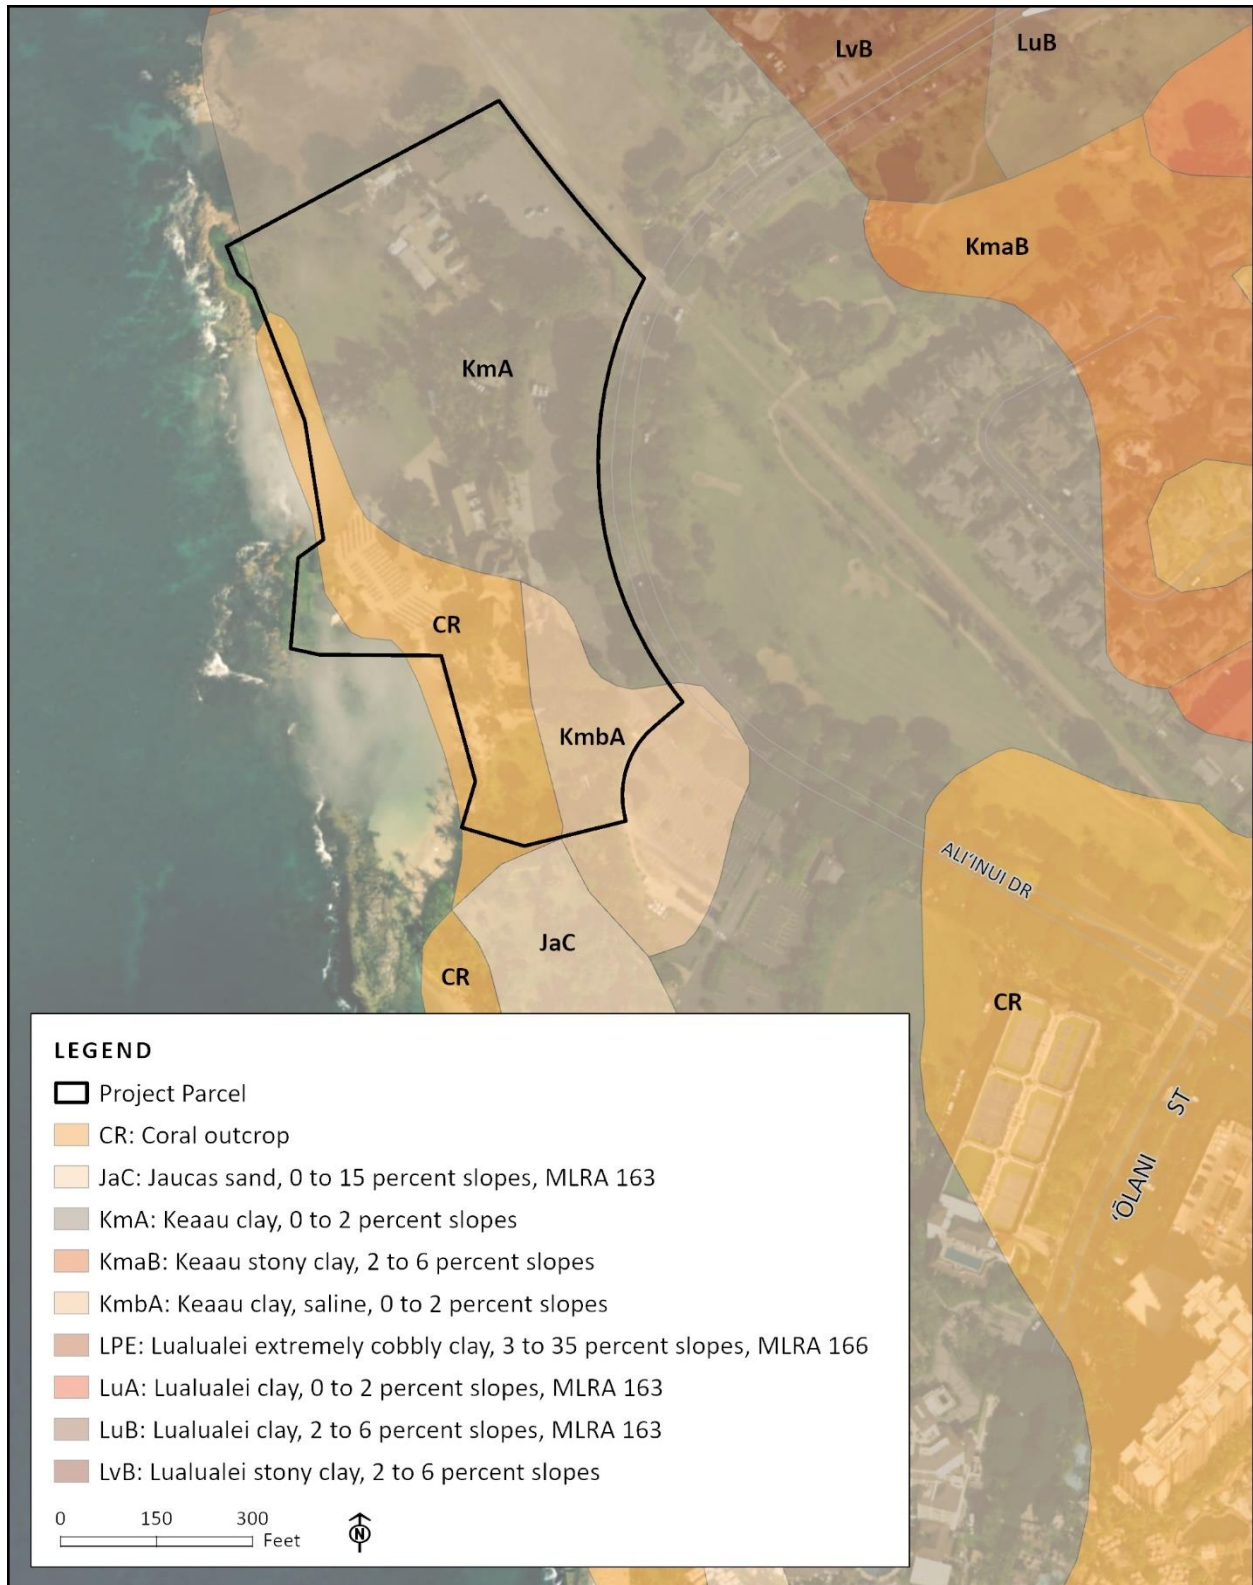 LvB
LuB
KmaB
KmA
CR
KmbA
ALI‘INUI DR
JaC
CR
CR
‘ŌLANI ST
LEGEND
Project Parcel
CR: Coral outcrop
JaC: Jaucas sand, 0 to 15 percent slopes, MLRA 163
KmA: Keaau clay, 0 to 2 percent slopes
KmaB: Keaau stony clay, 2 to 6 percent slopes
KmbA: Keaau clay, saline, 0 to 2 percent slopes
LPE: Lualualei extremely cobbly clay, 3 to 35 percent slopes, MLRA 166
LuA: Lualualei clay, 0 to 2 percent slopes, MLRA 163
LuB: Lualualei clay, 2 to 6 percent slopes, MLRA 163
LvB: Lualualei stony clay, 2 to 6 percent slopes
0 150 300
Feet
N